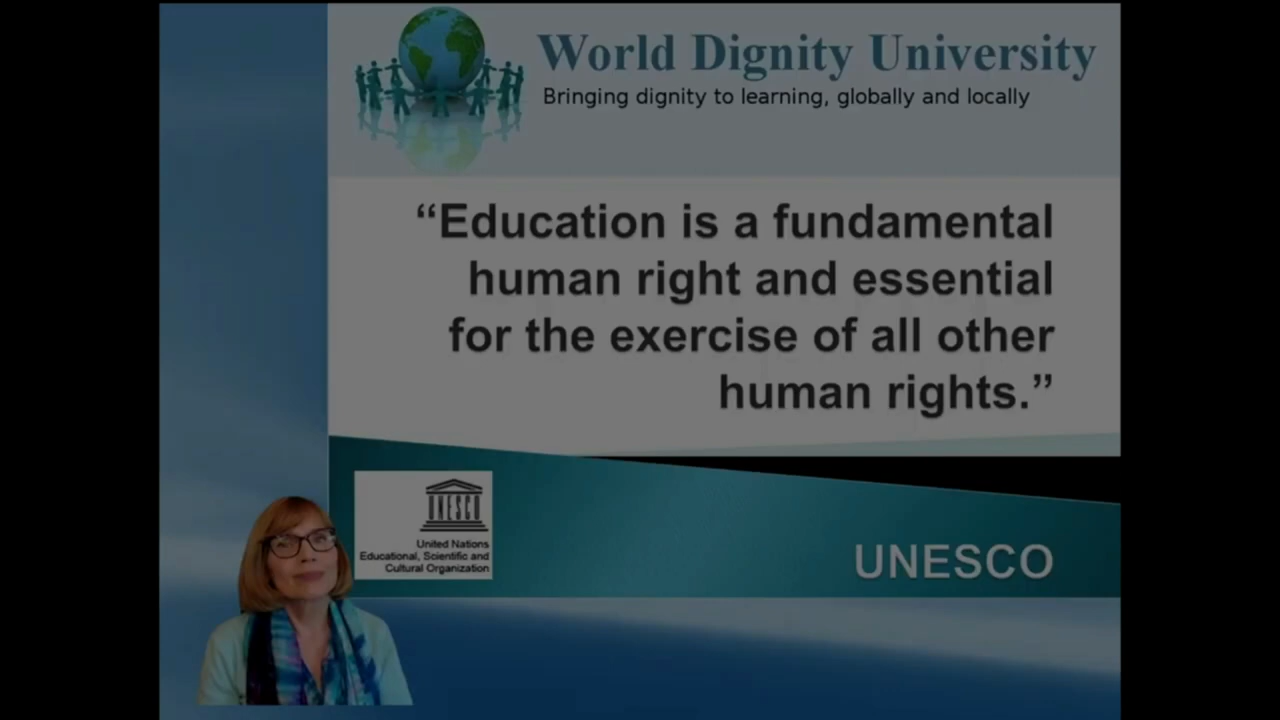 World Dignity University
Bringing dignity to learning, globally and locally
“Education is a fundamental
human right and essential
for the exercise of all other
human rights.”
UNESCO
United Nations
Educational, Scientific and
Cultural Organization
UNESCO